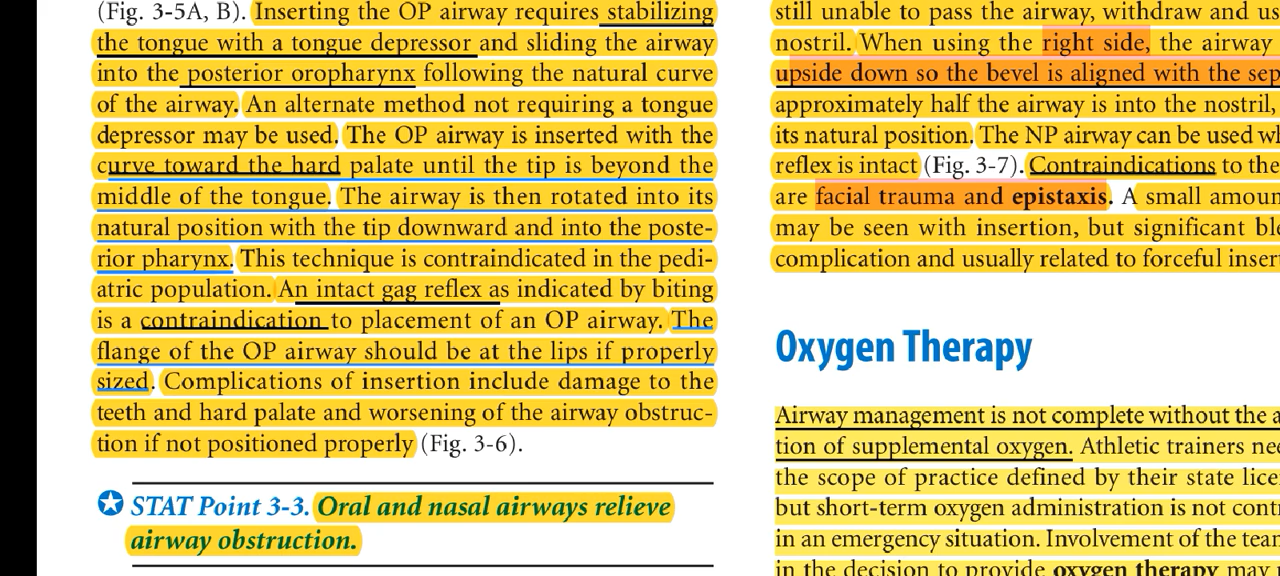 (Fig. 3-5A, B). Inserting the OP airway requires stabilizing
the tongue with a tongue depressor and sliding the airway
into the posterior oropharynx following the natural curve
of the airway. An alternate method not requiring a tongue
depressor may be used. The OP airway is inserted with the
curve toward the hard palate until the tip is beyond the
middle of the tongue. The airway is then rotated into its
natural position with the tip downward and into the poste-
rior pharynx. This technique is contraindicated in the pedi-
atric population. An intact gag reflex as indicated by biting
is a contraindication to placement of an OP airway. The
flange of the OP airway should be at the lips if properly
sized. Complications of insertion include damage to the
teeth and hard palate and worsening of the airway obstruc-
tion if not positioned properly (Fig. 3-6).
STAT Point 3-3. Oral and nasal airways relieve
airway obstruction.
still unable to pass the airway, withdraw and us
nostril. When using the right side, the airway
upside down so the bevel is aligned with the sep
approximately half the airway is into the nostril,
its natural position. The NP airway can be used wh
reflex is intact (Fig. 3-7). Contraindications to the
are facial trauma and epistaxis. A small amoun
may be seen with insertion, but significant ble
complication and usually related to forceful inser
Oxygen Therapy
Airway management is not complete without the a
tion of supplemental oxygen. Athletic trainers nee
the scope of practice defined by their state lice
but short-term oxygen administration is not cont
in an emergency situation. Involvement of the tea
in the decision to provide oxygen therapy may